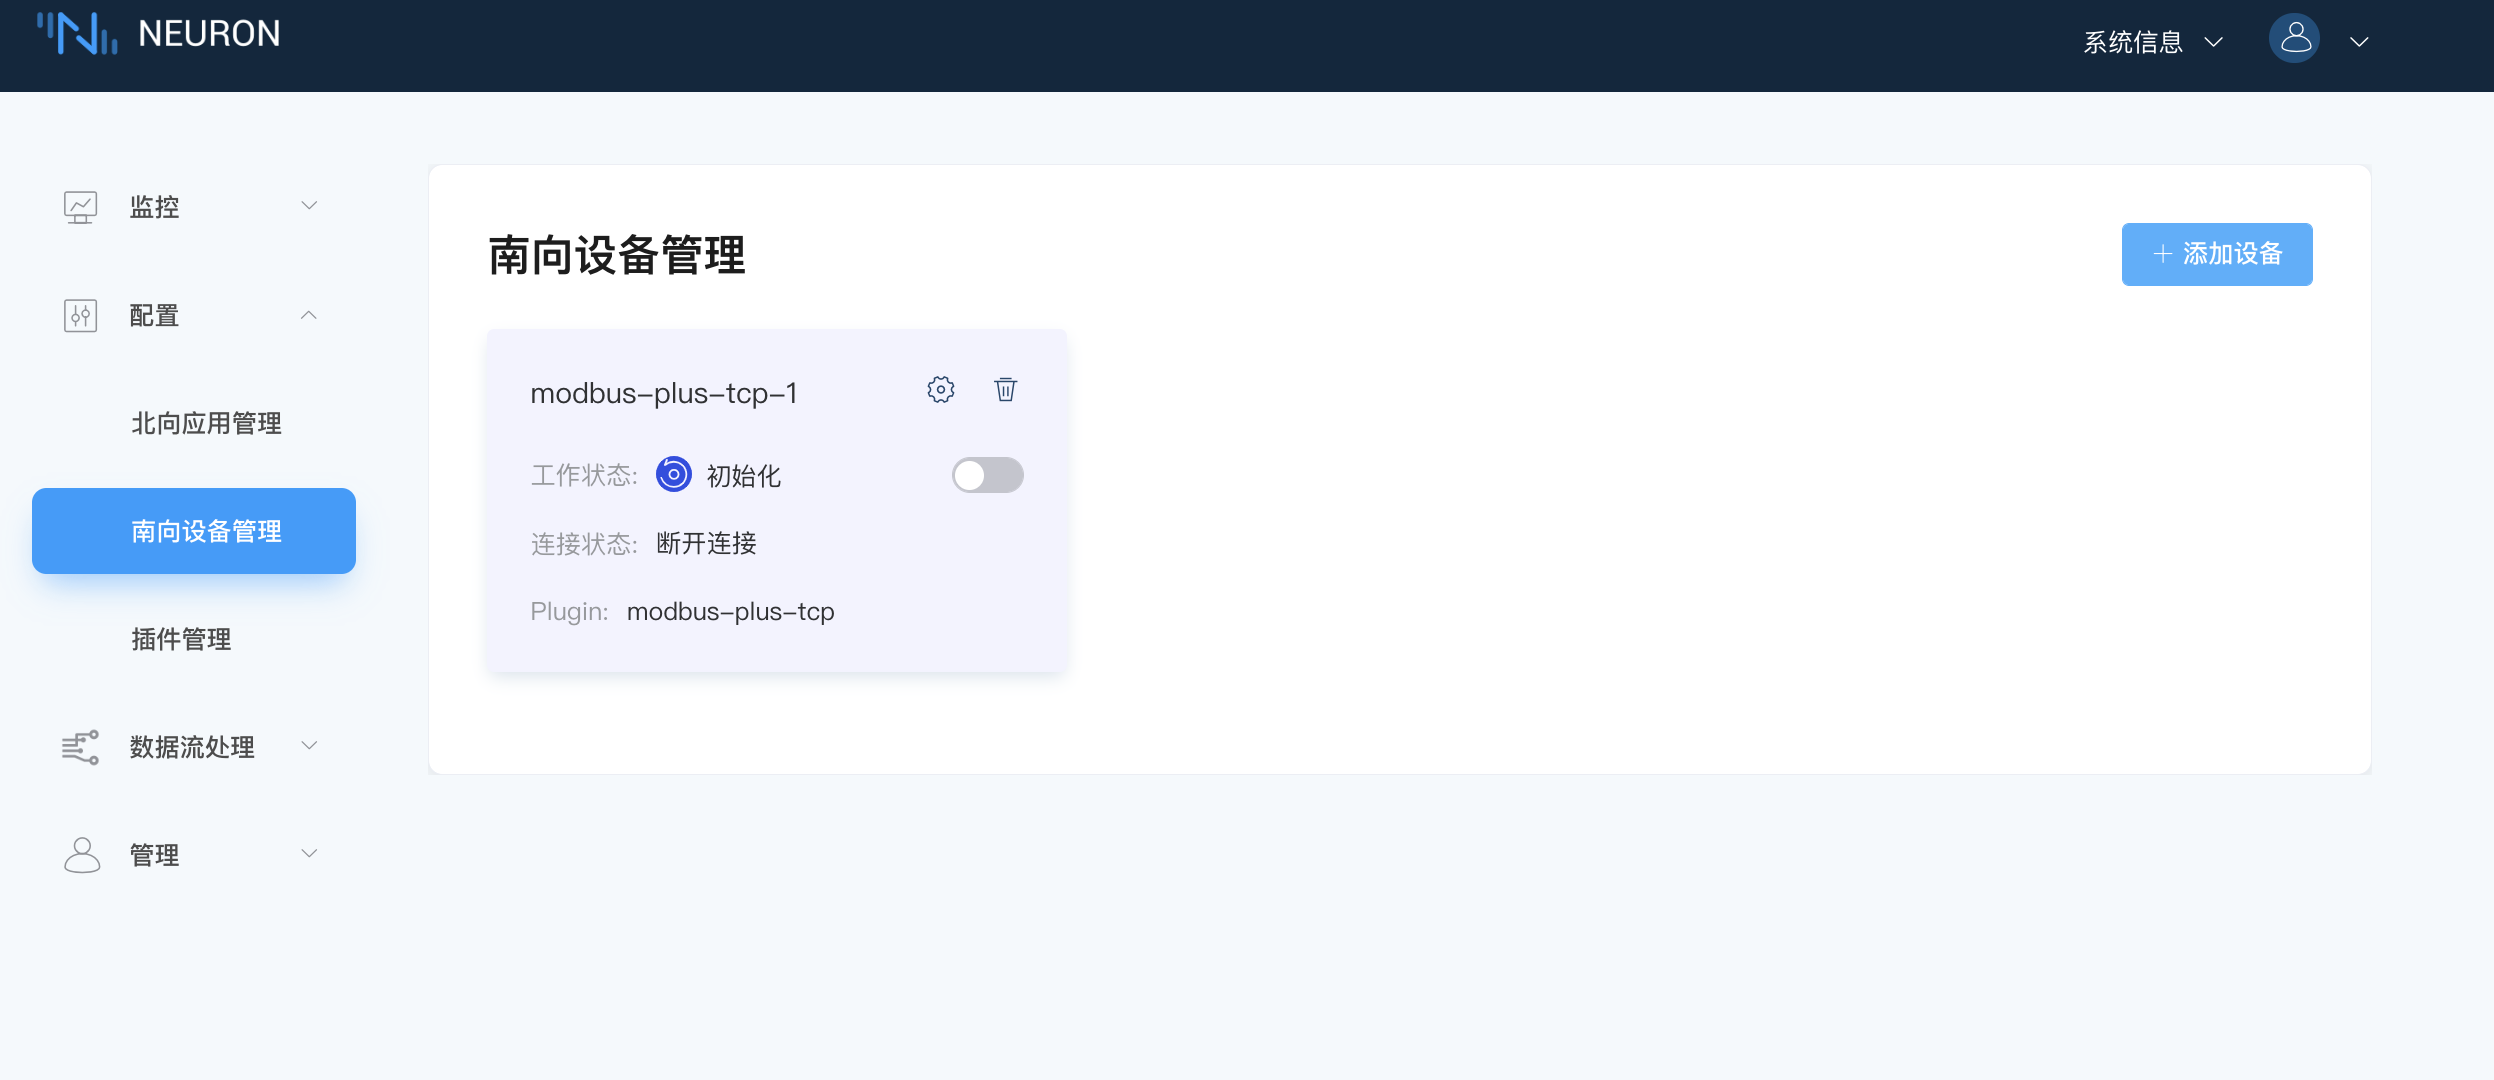 NEURON
系统信息
监控
配置
北向应用管理
南向设备管理
插件管理
数据流处理
管理
南向设备管理
添加设备
modbus-plus-tcp-1
工作状态: 初始化
连接状态: 断开连接
Plugin: modbus-plus-tcp